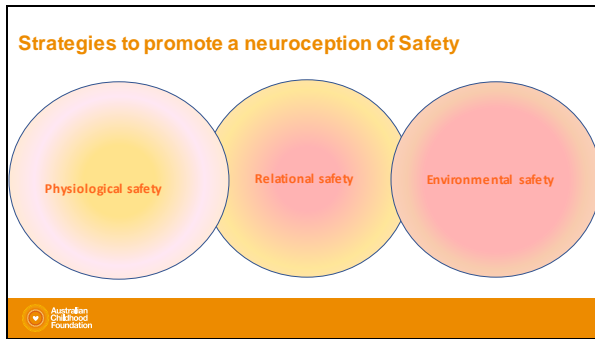 Strategies to promote a neuroception of Safety
Physiological safety
Relational safety
Environmental safety
Australian
Childhood
Foundation